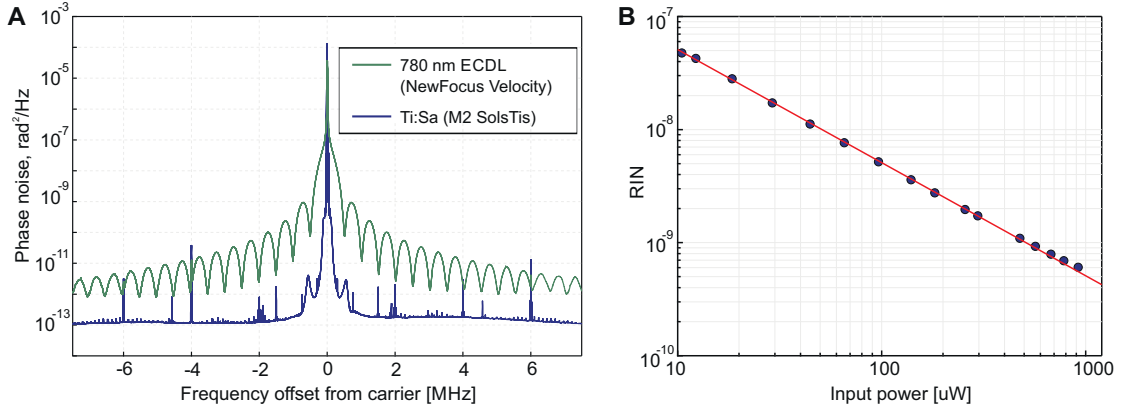 A
10⁻³
10⁻⁵
10⁻⁷
10⁻⁹
10⁻¹¹
10⁻¹³
Phase noise, rad²/Hz
780 nm ECDL
(NewFocus Velocity)
Ti:Sa (M2 SolsTis)
-6
-4
-2
0
2
4
6
Frequency offset from carrier [MHz]
B
10⁻⁷
10⁻⁸
10⁻⁹
10⁻¹⁰
RIN
10
100
1000
Input power [uW]